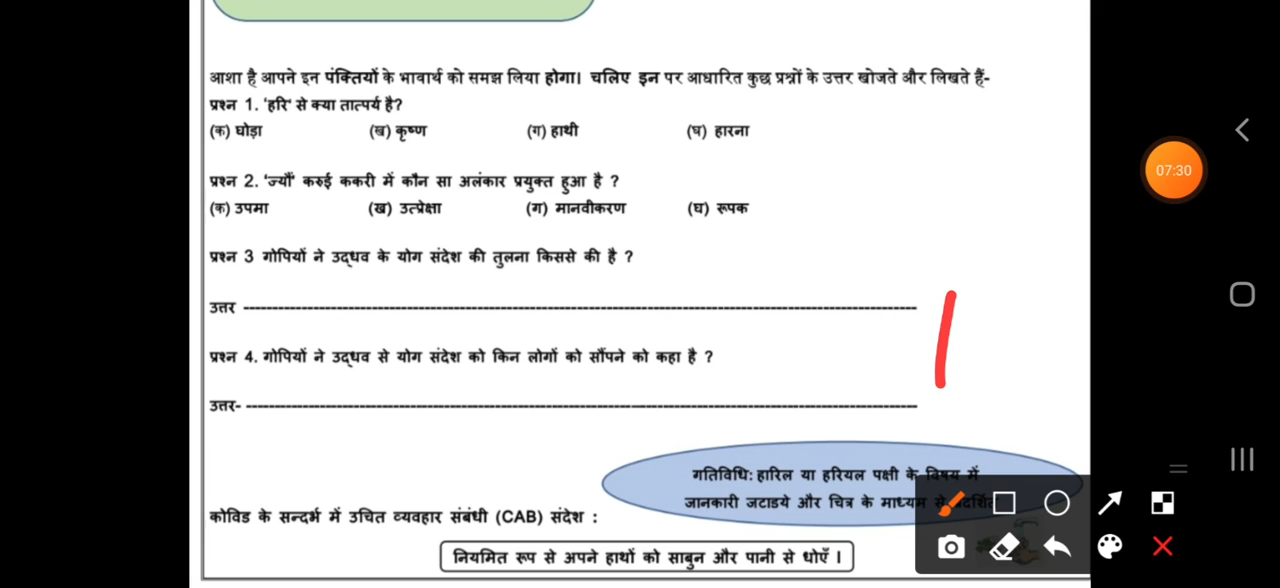 आशा है आपने इन पंक्तियों के भावार्थ को समझ लिया होगा। चलिए इन पर आधारित कुछ प्रश्नों के उत्तर खोजते और लिखते हैं-
प्रश्न 1. 'हरि' से क्या तात्पर्य है?
(क) घोड़ा (ख) कृष्ण (ग) हाथी (घ) हारना
प्रश्न 2. 'ज्यौं' करुई ककरी में कौन सा अलंकार प्रयुक्त हुआ है ?
(क) उपमा (ख) उत्प्रेक्षा (ग) मानवीकरण (घ) रूपक
प्रश्न 3 गोपियों ने उद्धव के योग संदेश की तुलना किससे की है ?
उत्तर ----------------------------------------
प्रश्न 4. गोपियों ने उद्धव से योग संदेश को किन लोगों को सौंपने को कहा है ?
उत्तर- ----------------------------------------
गतिविधि: हारिल या हरियल पक्षी के विषय में
जानकारी जटाइये और चित्र के माध्यम से
कोविड के सन्दर्भ में उचित व्यवहार संबंधी (CAB) संदेश :
नियमित रूप से अपने हाथों को साबुन और पानी से धोएँ ।
07:30